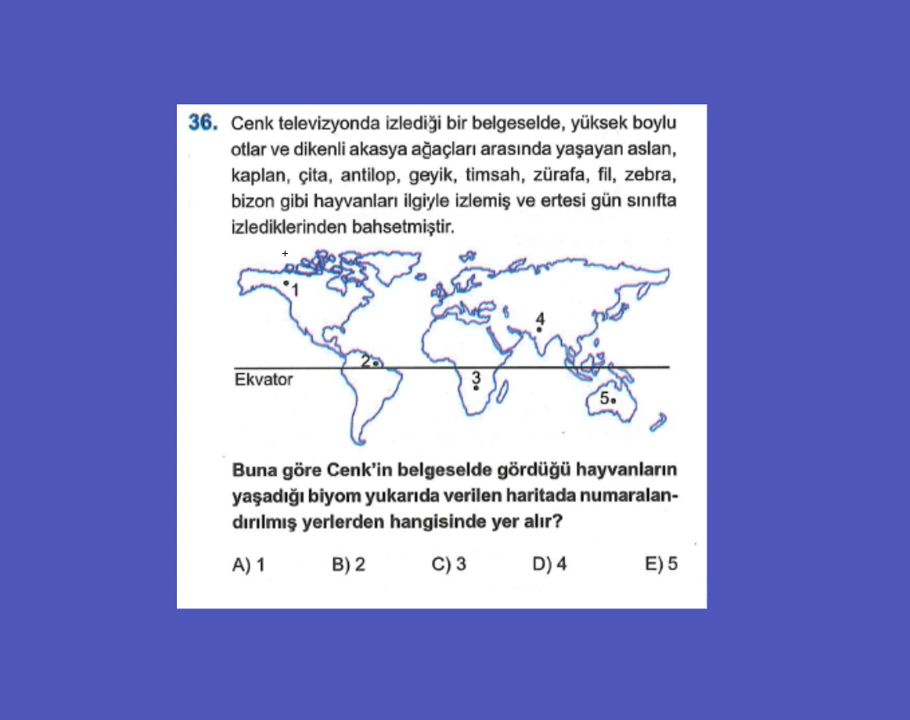 36. Cenk televizyonda izlediği bir belgeselde, yüksek boylu
otlar ve dikenli akasya ağaçları arasında yaşayan aslan,
kaplan, çita, antilop, geyik, timsah, zürafa, fil, zebra,
bizon gibi hayvanları ilgiyle izlemiş ve ertesi gün sınıfta
izlediklerinden bahsetmiştir.
1
4
2
Ekvator
3
5
Buna göre Cenk'in belgeselde gördüğü hayvanların
yaşadığı biyom yukarıda verilen haritada numaralan-
dırılmış yerlerden hangisinde yer alır?
A) 1 B) 2 C) 3 D) 4 E) 5